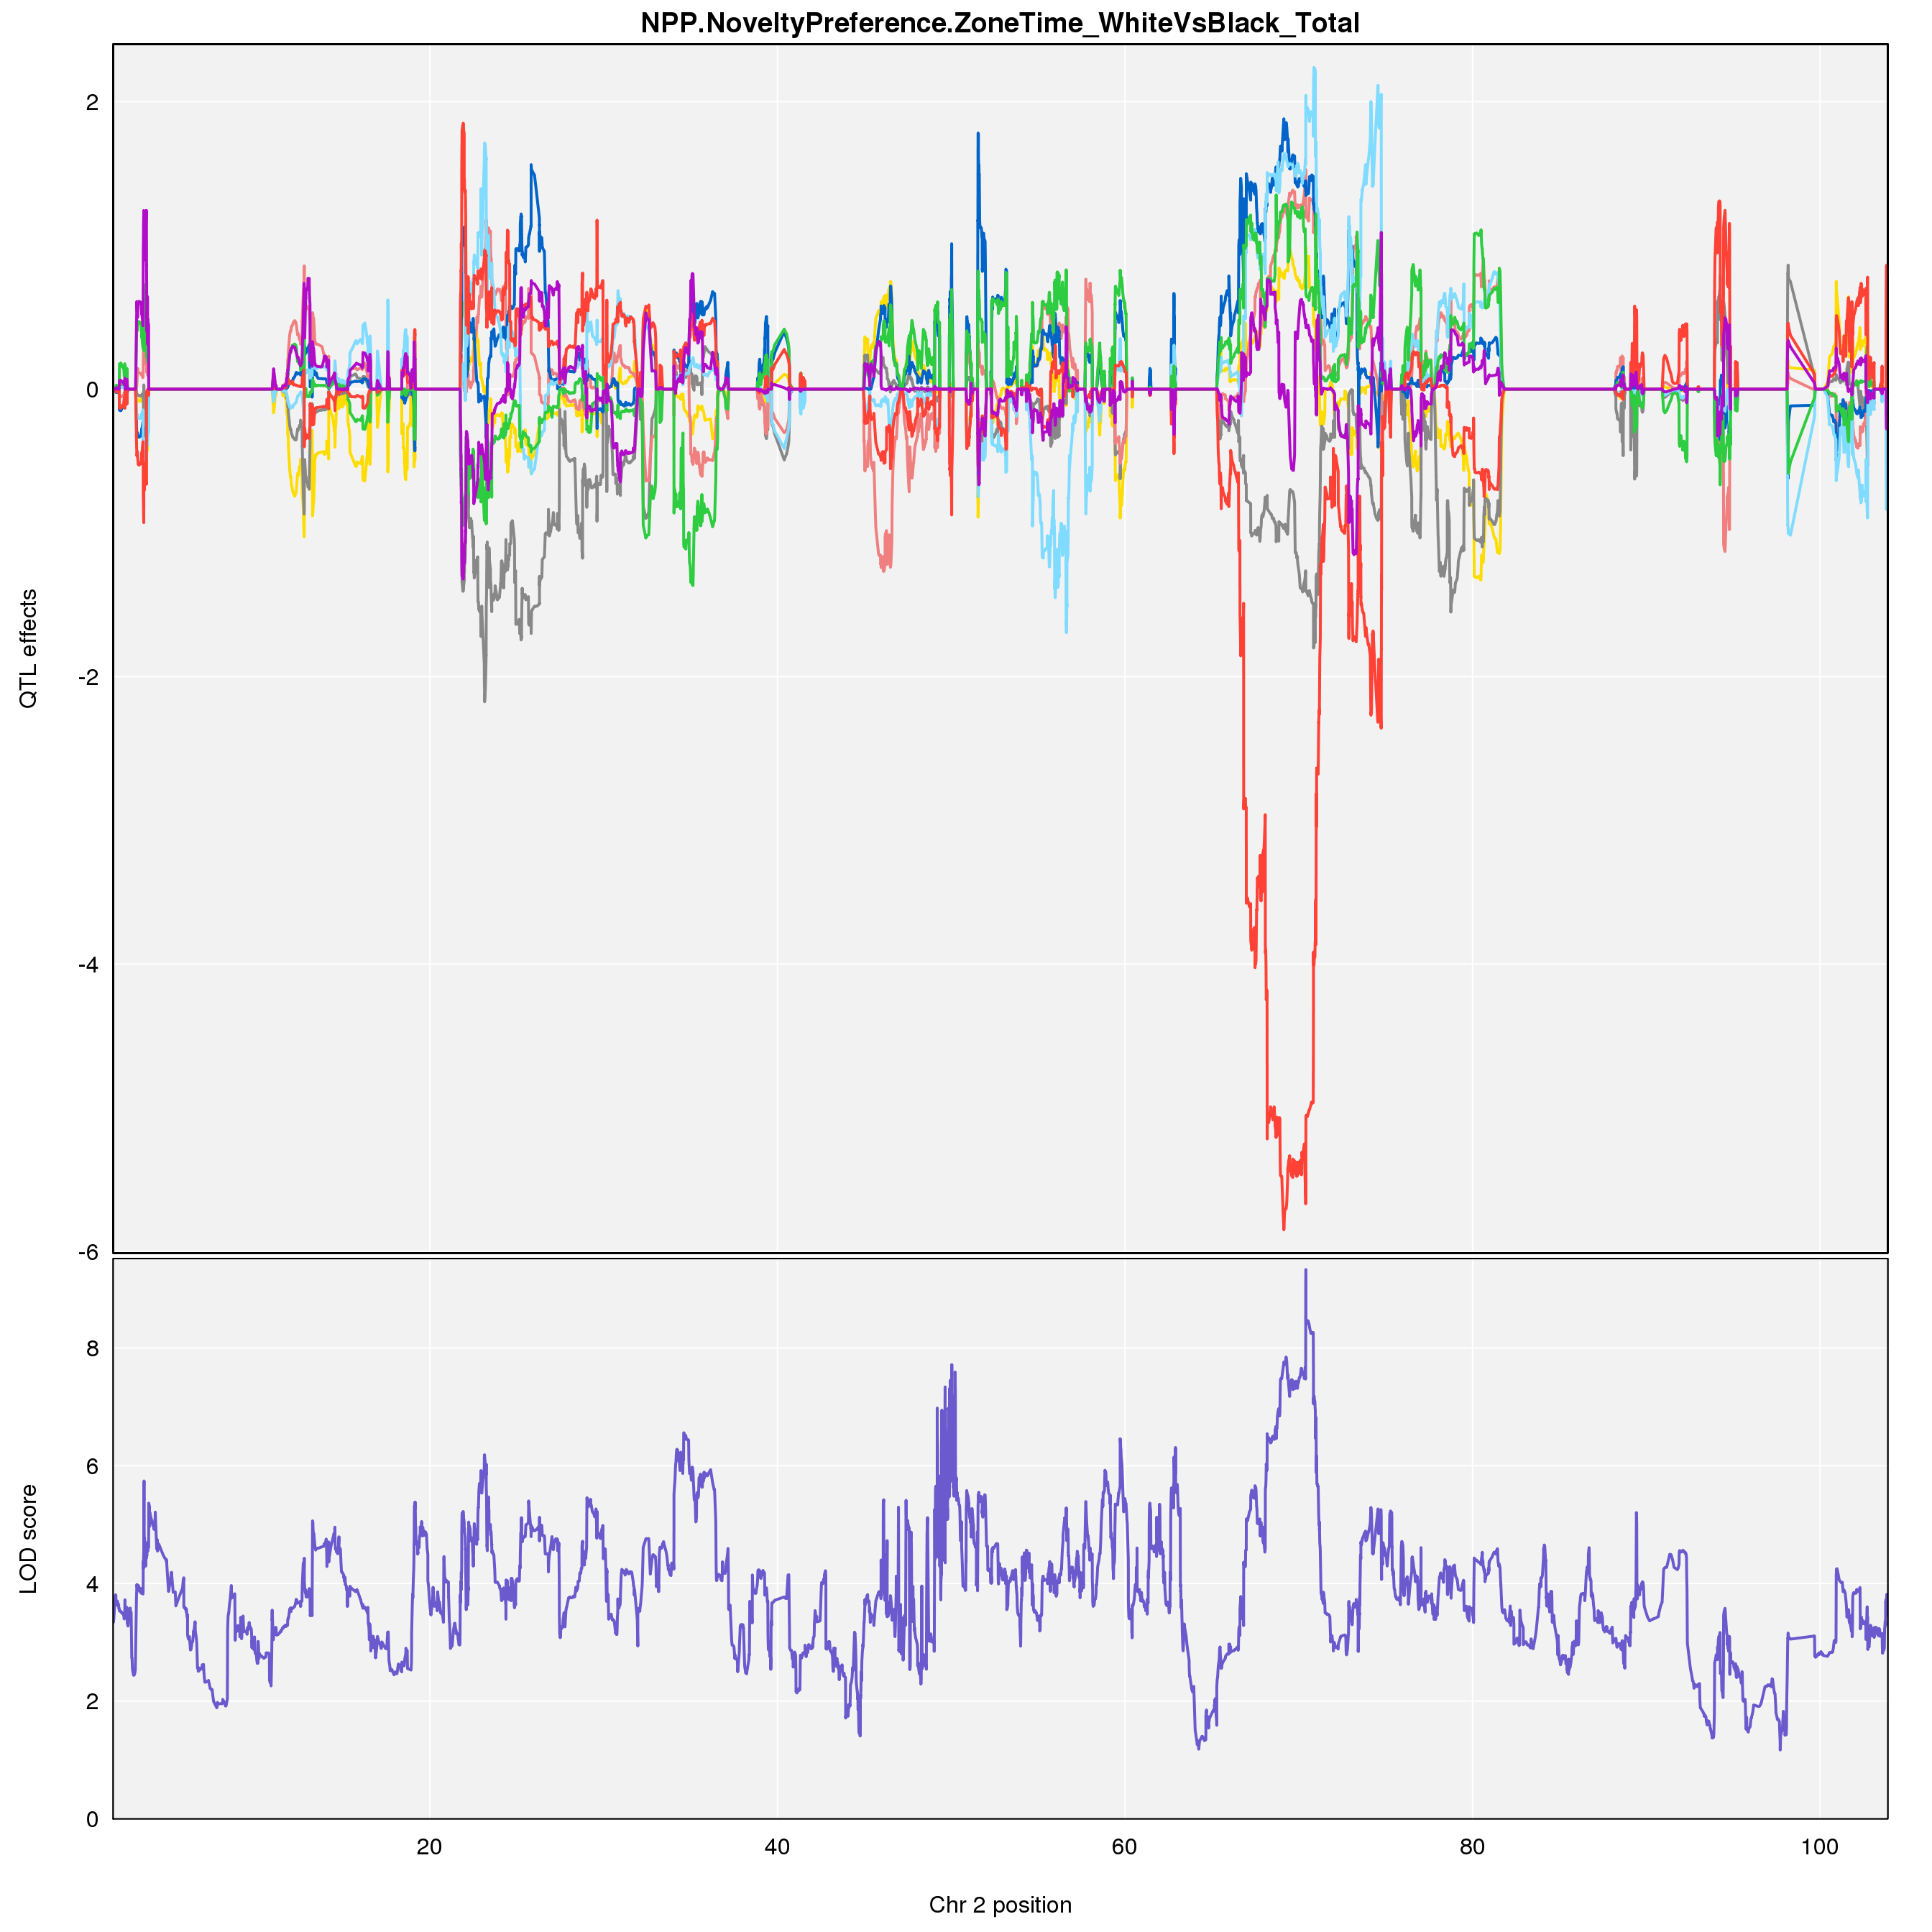 NPP.NoveltyPreference.ZoneTime_WhiteVsBlack_Total
2
0
-2
-4
-6
QTL effects
8
6
4
2
0
LOD score
20 40 60 80 100
Chr 2 position